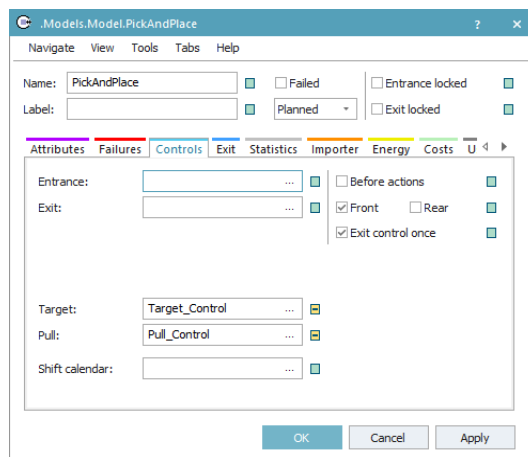 .Models.Model.PickAndPlace ? ×
Navigate View Tools Tabs Help
Name: PickAndPlace Failed Entrance locked
Label: Planned Exit locked
Attributes Failures Controls Exit Statistics Importer Energy Costs U
Entrance: ... Before actions
Exit: ... Front Rear
Exit control once
Target: Target_Control ...
Pull: Pull_Control ...
Shift calendar: ...
OK Cancel Apply